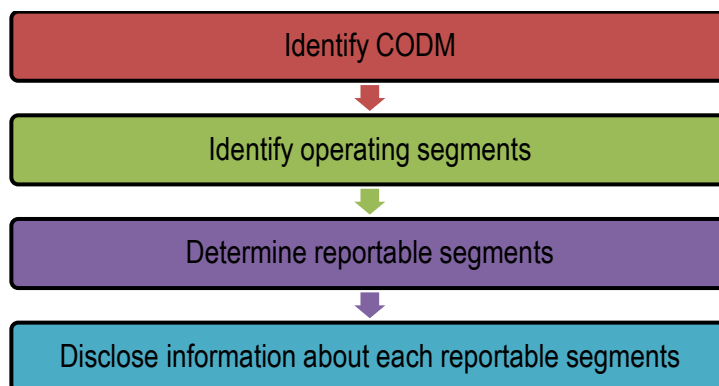 Identify CODM
Identify operating segments
Determine reportable segments
Disclose information about each reportable segments